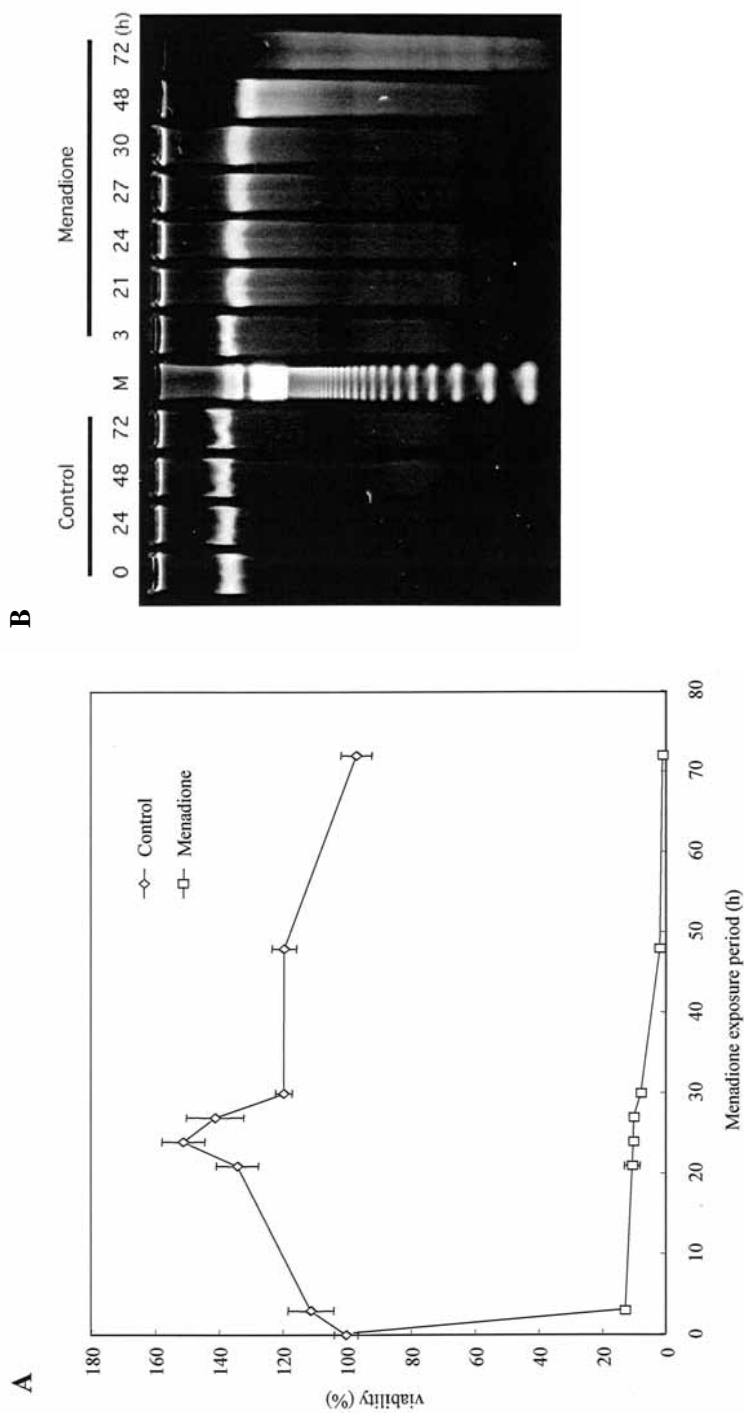 A
180
160
140
120
100
80
60
40
20
0
viability (%)
0 10 20 30 40 50 60 70 80
Menadione exposure period (h)
Control
Menadione
B
Control Menadione
0 24 48 72 M 3 21 24 27 30 48 72 (h)